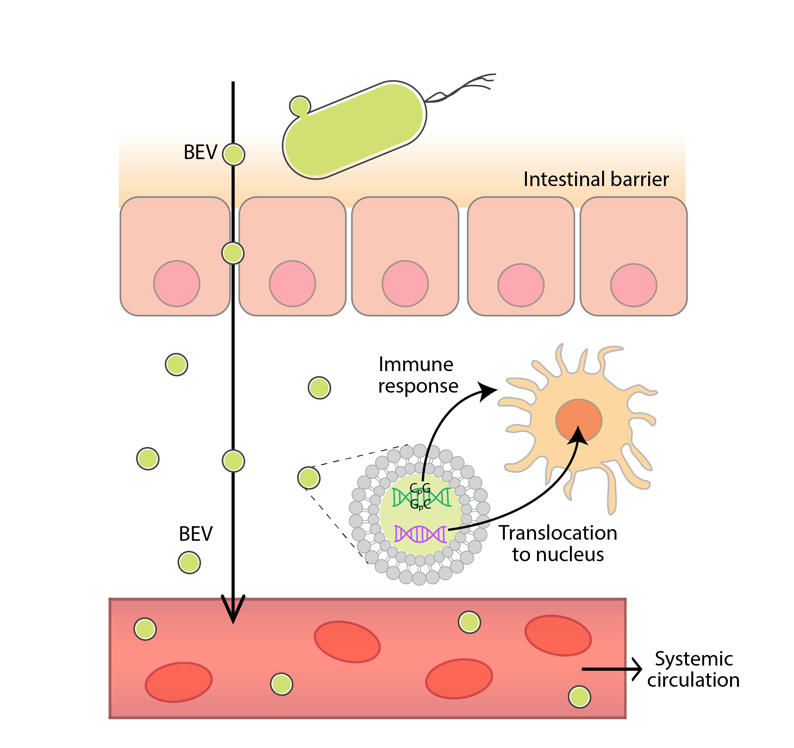 BEV
Intestinal barrier
Immune
response
CpG
GpC
BEV
Translocation
to nucleus
Systemic
circulation